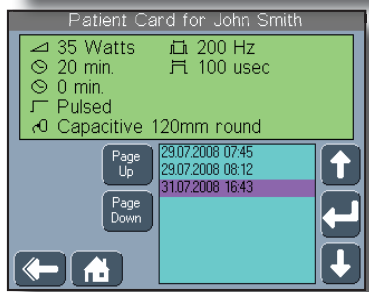 Patient Card for John Smith
35 Watts 200 Hz
20 min. 100 usec
0 min.
Pulsed
Capacitive 120mm round
Page Up
29.07.2008 07:45
29.07.2008 08:12
31.07.2008 16:43
Page Down